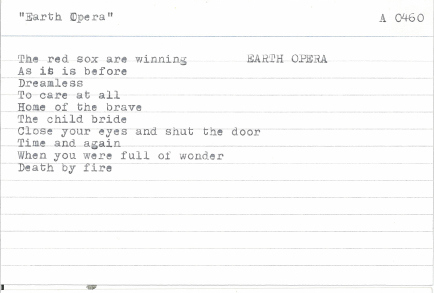 "Earth Opera" A 0460
The red sox are winning EARTH OPERA
As it is before
Dreamless
To care at all
Home of the brave
The child bride
Close your eyes and shut the door
Time and again
When you were full of wonder
Death by fire